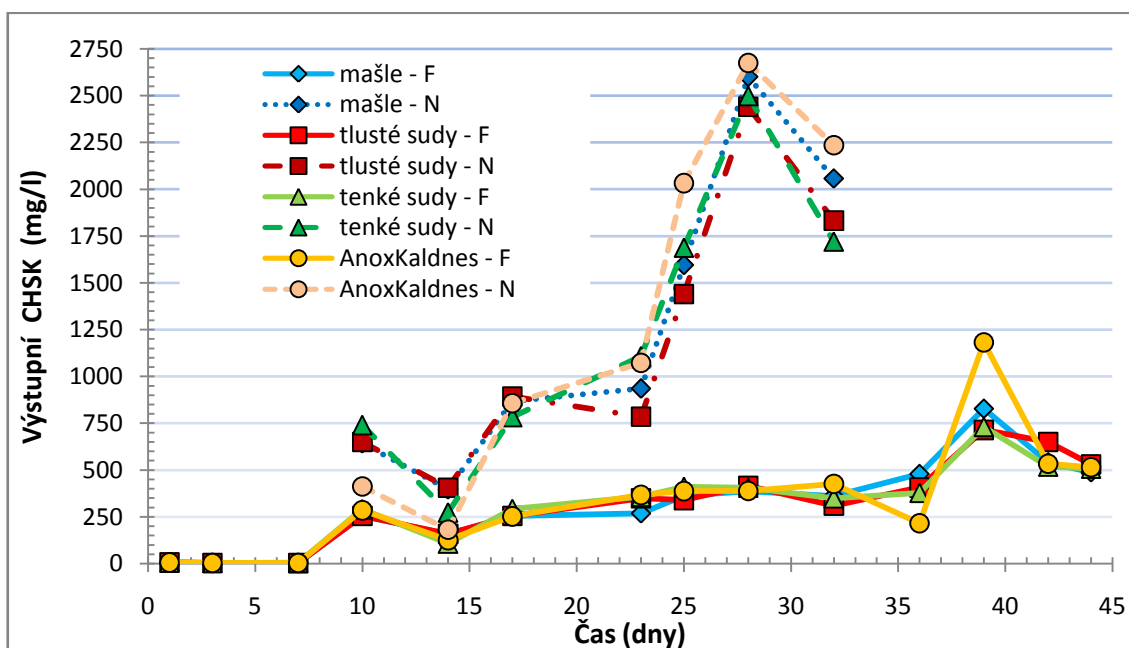 2750
2500
2250
2000
1750
1500
1250
1000
750
500
250
0
Výstupní CHSK (mg/l)
mašle - F
mašle - N
tlusté sudy - F
tlusté sudy - N
tenké sudy - F
tenké sudy - N
AnoxKaldnes - F
AnoxKaldnes - N
0 5 10 15 20 25 30 35 40 45
Čas (dny)